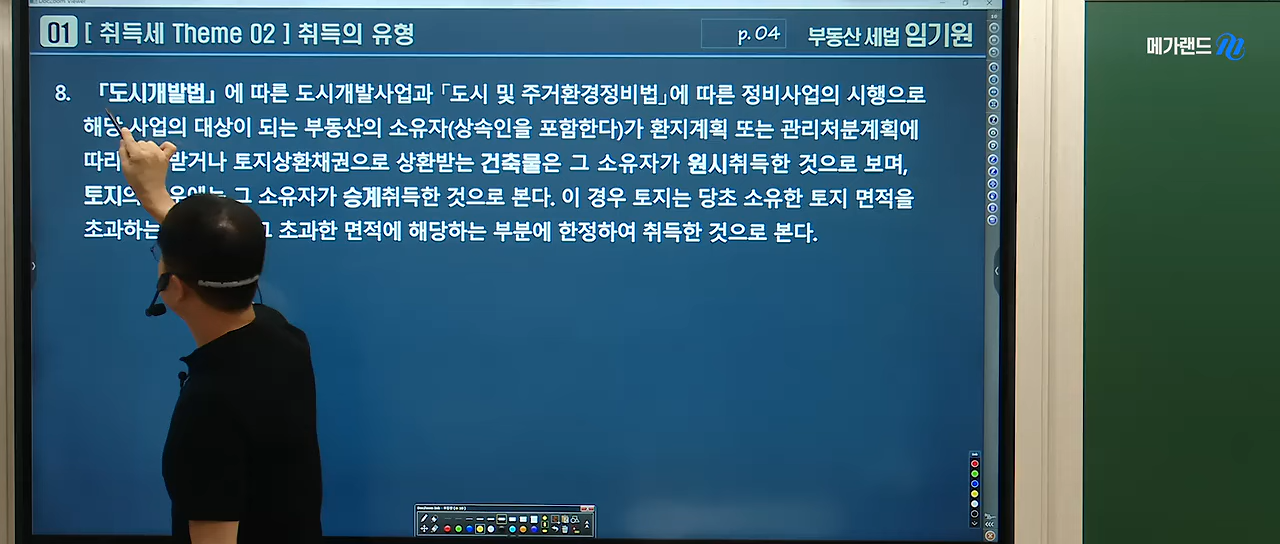 01 [ 취득세 Theme 02 ] 취득의 유형
p. 04
부동산 세법 임기원
메가랜드
8. 「도시개발법」에 따른 도시개발사업과 「도시 및 주거환경정비법」에 따른 정비사업의 시행으로
해당 사업의 대상이 되는 부동산의 소유자(상속인을 포함한다)가 환지계획 또는 관리처분계획에
따라 받거나 토지상환채권으로 상환받는 건축물은 그 소유자가 원시취득한 것으로 보며,
토지의 그 소유자가 승계취득한 것으로 본다. 이 경우 토지는 당초 소유한 토지 면적을
초과하는 초과한 면적에 해당하는 부분에 한정하여 취득한 것으로 본다.